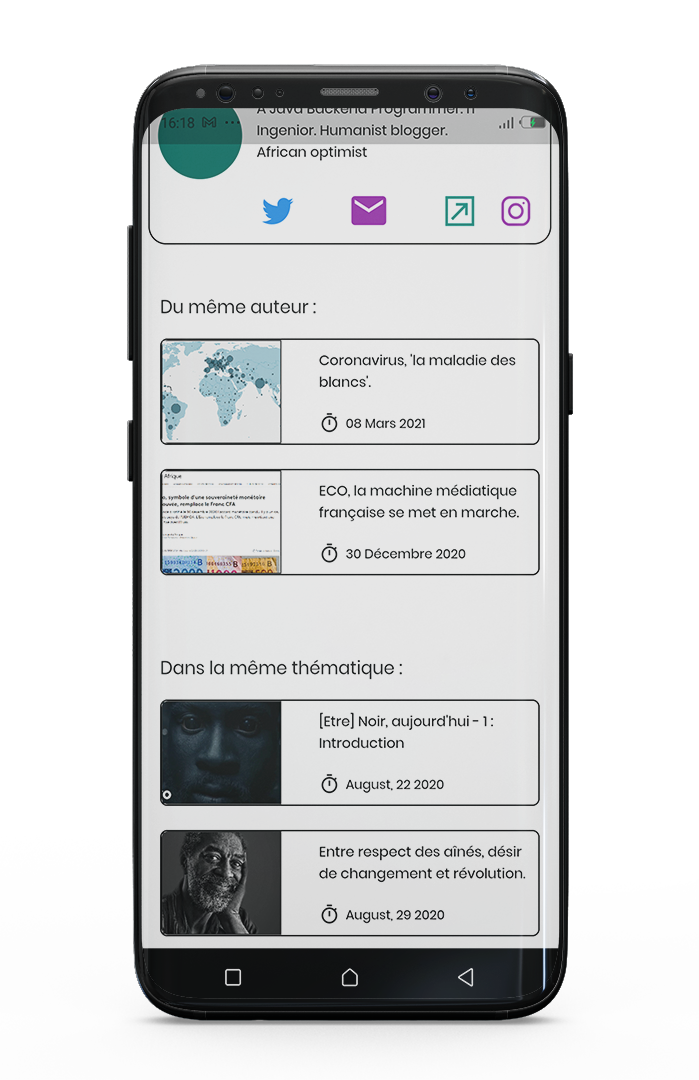 16:18
A Java Backend Programmer. IT
Ingenior. Humanist blogger.
African optimist
Du même auteur :
Coronavirus, 'la maladie des
blancs'.
08 Mars 2021
Afrique
o, symbole d'une souveraineté monétaire
ouvée, remplace le Franc CFA
ECO, la machine médiatique
française se met en marche.
30 Décembre 2020
Dans la même thématique :
[Etre] Noir, aujourd'hui - 1 :
Introduction
August, 22 2020
Entre respect des aînés, désir
de changement et révolution.
August, 29 2020